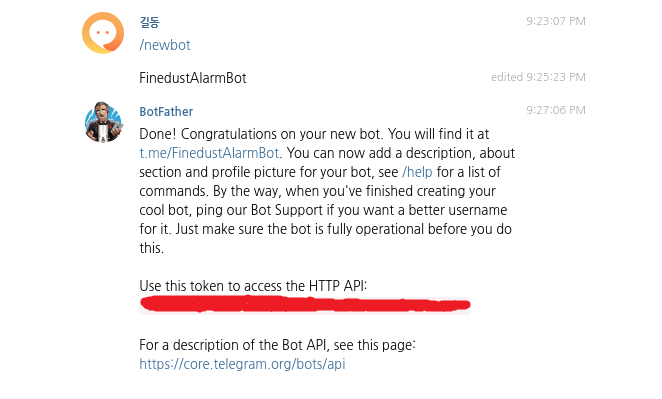 길동 9:23:07 PM
/newbot
FinedustAlarmBot edited 9:25:23 PM
BotFather 9:27:06 PM
Done! Congratulations on your new bot. You will find it at
t.me/FinedustAlarmBot. You can now add a description, about
section and profile picture for your bot, see /help for a list of
commands. By the way, when you've finished creating your
cool bot, ping our Bot Support if you want a better username
for it. Just make sure the bot is fully operational before you do
this.
Use this token to access the HTTP API:
For a description of the Bot API, see this page:
https://core.telegram.org/bots/api